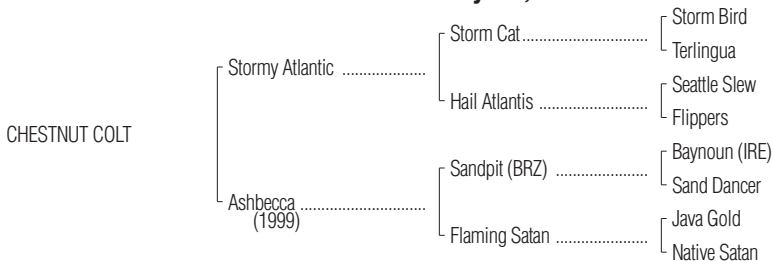 Storm Bird
Storm Cat
Terlingua
Stormy Atlantic
Seattle Slew
Hail Atlantis
Flippers
CHESTNUT COLT
Baynoun (IRE)
Sandpit (BRZ)
Sand Dancer
Ashbecca
(1999)
Java Gold
Flaming Satan
Native Satan